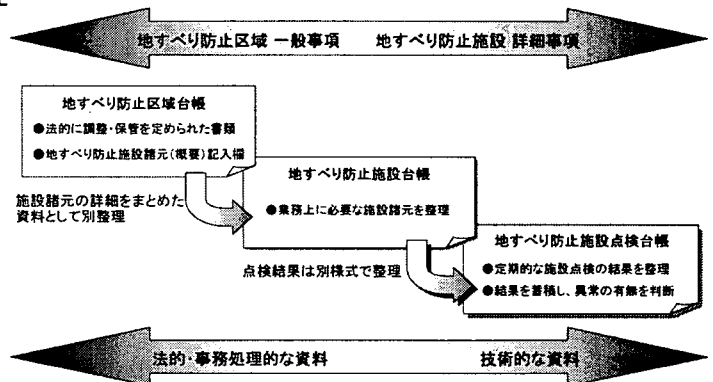 地すべり防止区域 一般事項 地すべり防止施設 詳細事項
地すべり防止区域台帳
●法的に調整・保管を定められた書類
●地すべり防止施設諸元(概要)記入欄
施設諸元の詳細をまとめた
資料として別整理
地すべり防止施設台帳
●業務上に必要な施設諸元を整理
点検結果は別様式で整理
地すべり防止施設点検台帳
●定期的な施設点検の結果を整理
●結果を蓄積し、異常の有無を判断
法的・事務処理的な資料 技術的な資料